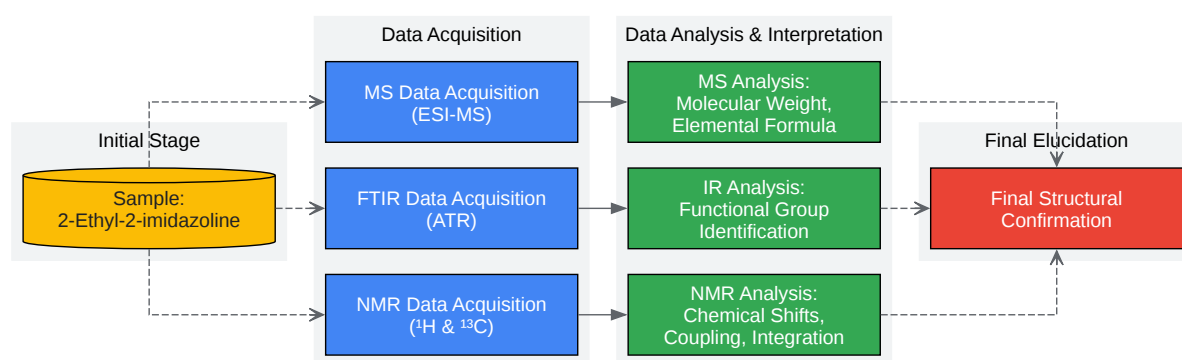 Data Acquisition
Data Analysis & Interpretation
MS Data Acquisition
(ESI-MS)
MS Analysis:
Molecular Weight,
Elemental Formula
Initial Stage
Final Elucidation
Sample:
2-Ethyl-2-imidazoline
FTIR Data Acquisition
(ATR)
IR Analysis:
Functional Group
Identification
Final Structural
Confirmation
NMR Data Acquisition
(¹H & ¹³C)
NMR Analysis:
Chemical Shifts,
Coupling, Integration